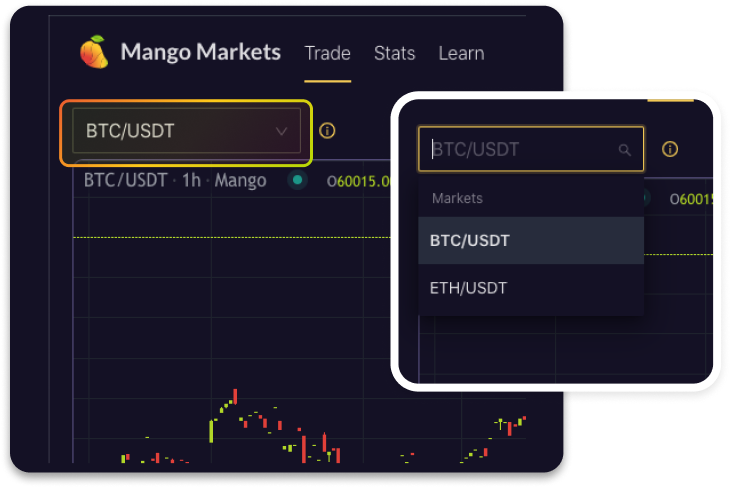 Mango Markets Trade Stats Learn
BTC/USDT
BTC/USDT · 1h · Mango O60015.0
BTC/USDT
O6001
Markets
BTC/USDT
ETH/USDT